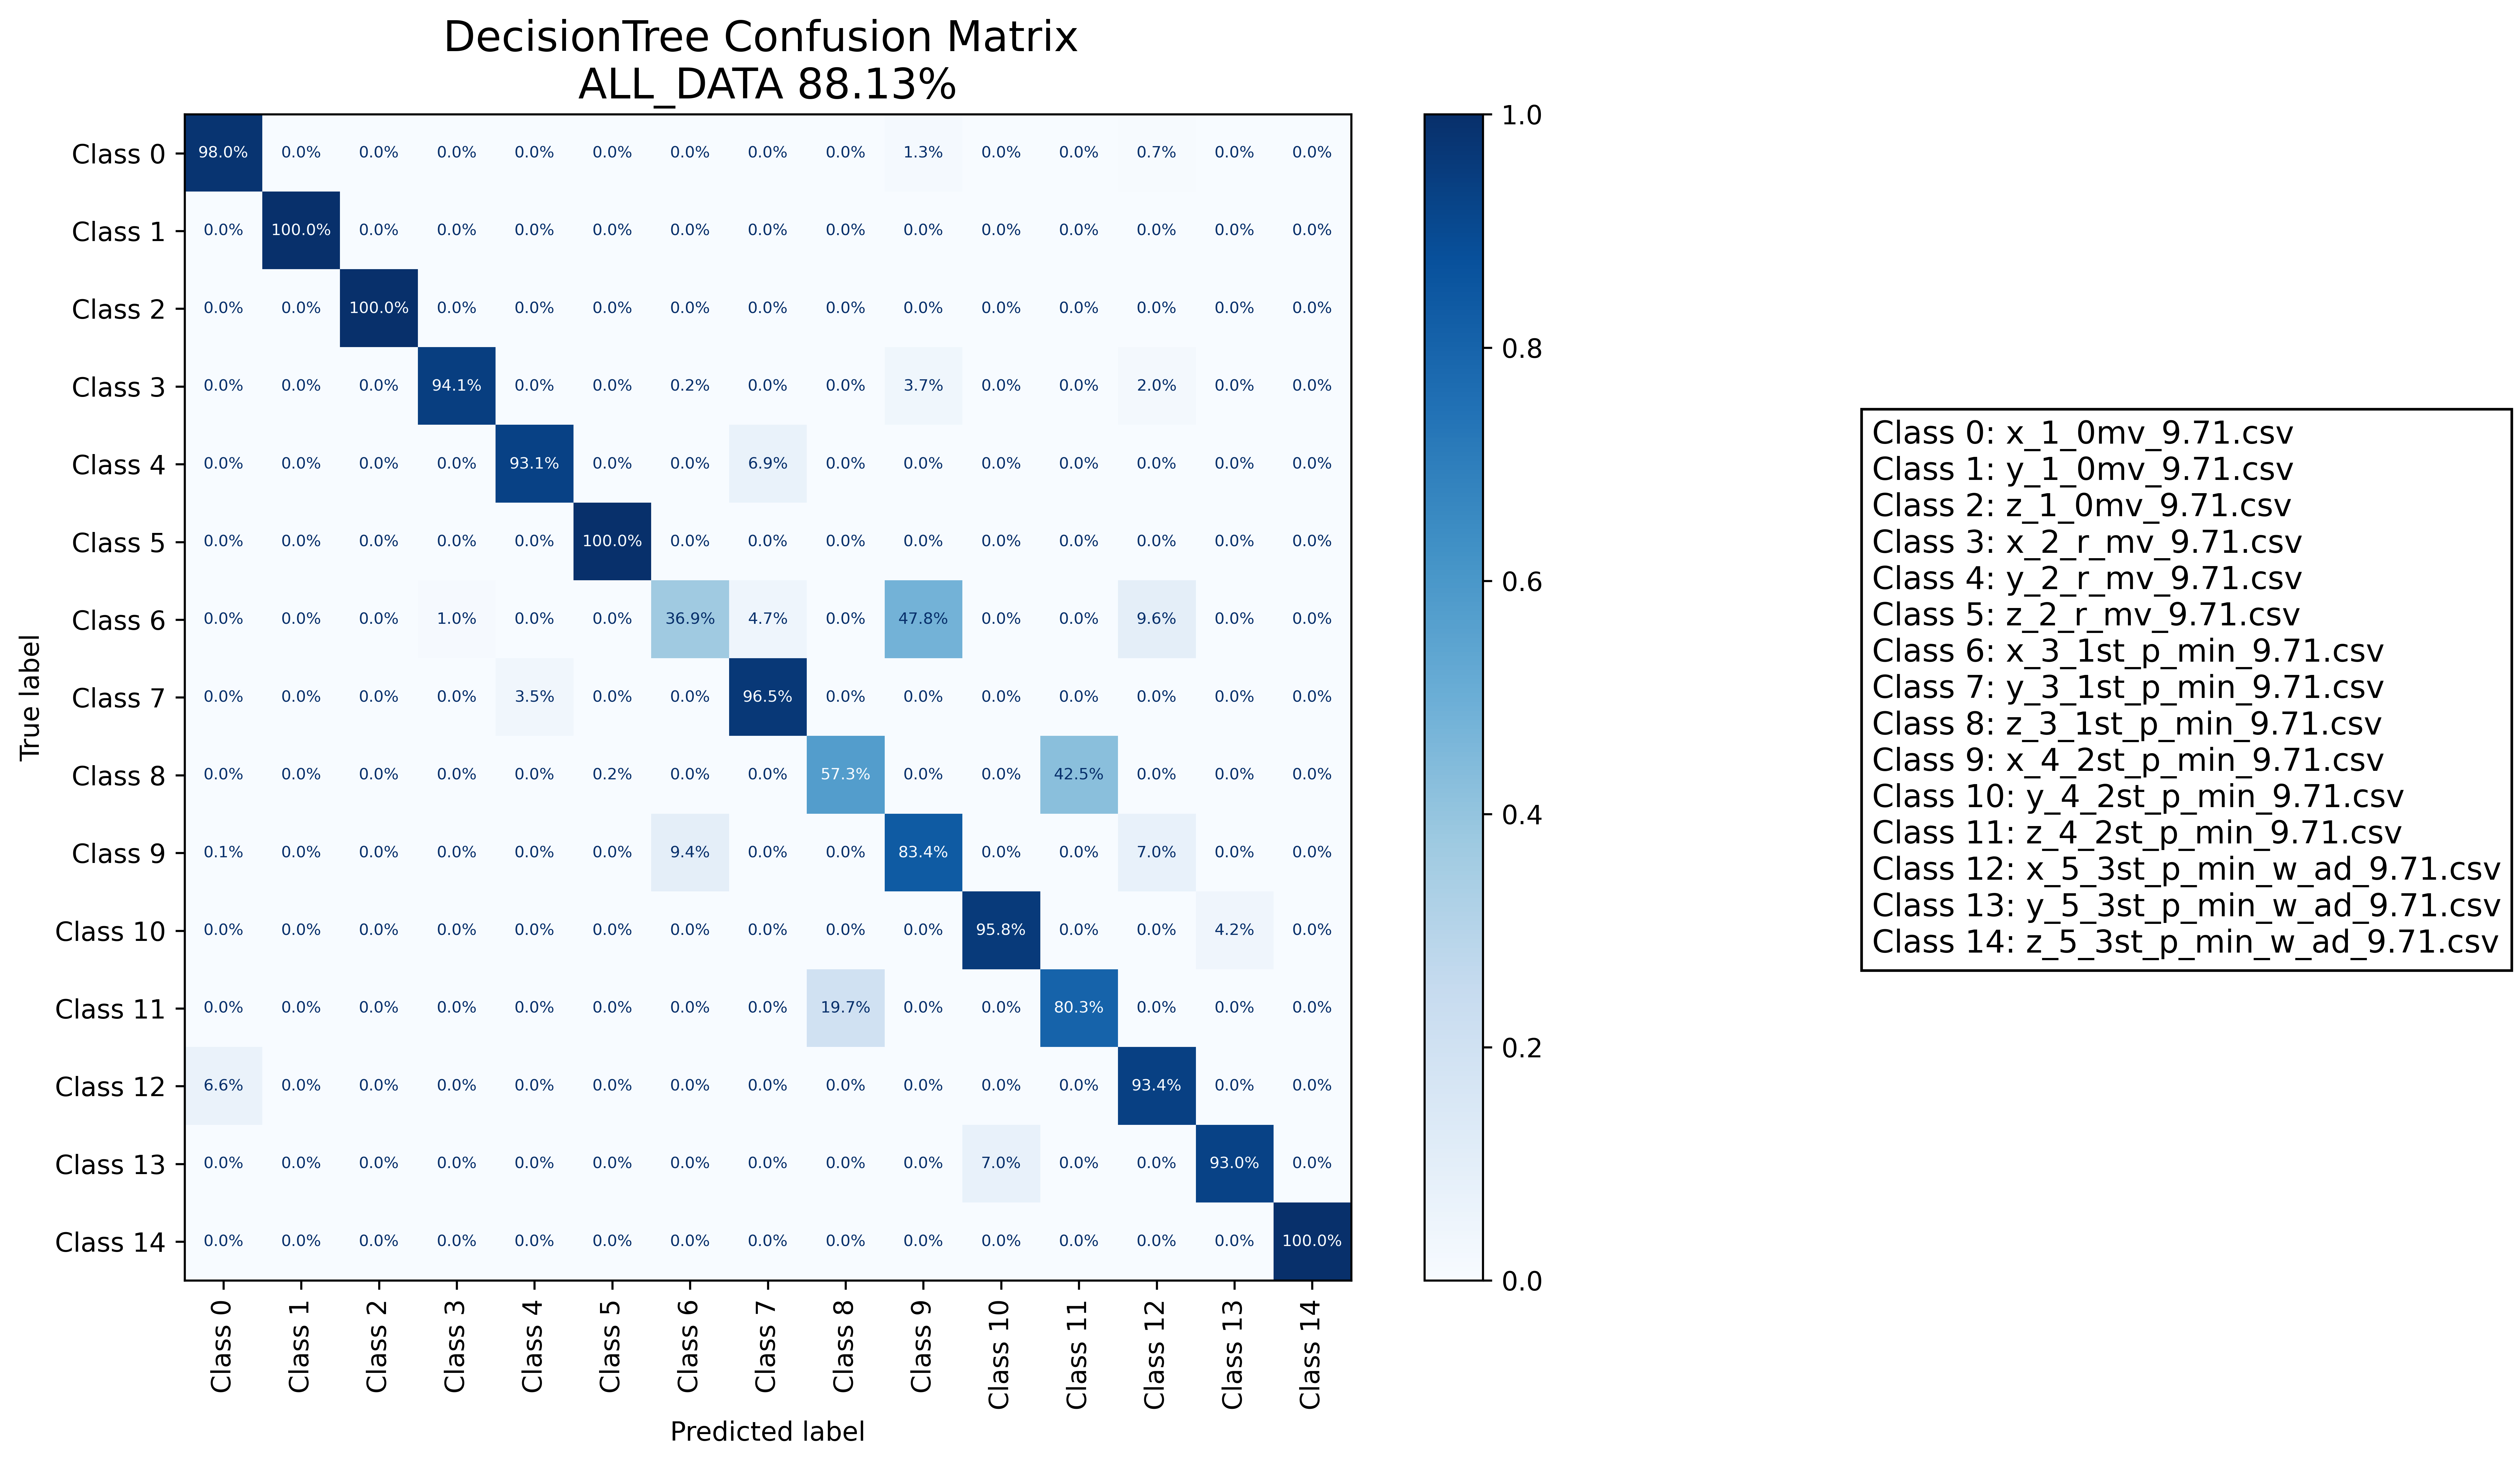 DecisionTree Confusion Matrix
ALL_DATA 88.13%
Class 0 98.0% 0.0% 0.0% 0.0% 0.0% 0.0% 0.0% 0.0% 0.0% 1.3% 0.0% 0.0% 0.7% 0.0% 0.0%
Class 1 0.0% 100.0% 0.0% 0.0% 0.0% 0.0% 0.0% 0.0% 0.0% 0.0% 0.0% 0.0% 0.0% 0.0% 0.0%
Class 2 0.0% 0.0% 100.0% 0.0% 0.0% 0.0% 0.0% 0.0% 0.0% 0.0% 0.0% 0.0% 0.0% 0.0% 0.0%
Class 3 0.0% 0.0% 0.0% 94.1% 0.0% 0.0% 0.2% 0.0% 0.0% 3.7% 0.0% 0.0% 2.0% 0.0% 0.0%
Class 4 0.0% 0.0% 0.0% 0.0% 93.1% 0.0% 0.0% 6.9% 0.0% 0.0% 0.0% 0.0% 0.0% 0.0% 0.0%
Class 5 0.0% 0.0% 0.0% 0.0% 0.0% 100.0% 0.0% 0.0% 0.0% 0.0% 0.0% 0.0% 0.0% 0.0% 0.0%
Class 6 0.0% 0.0% 0.0% 1.0% 0.0% 0.0% 36.9% 4.7% 0.0% 47.8% 0.0% 0.0% 9.6% 0.0% 0.0%
Class 7 0.0% 0.0% 0.0% 0.0% 3.5% 0.0% 0.0% 96.5% 0.0% 0.0% 0.0% 0.0% 0.0% 0.0% 0.0%
Class 8 0.0% 0.0% 0.0% 0.0% 0.0% 0.2% 0.0% 0.0% 57.3% 0.0% 0.0% 42.5% 0.0% 0.0% 0.0%
Class 9 0.1% 0.0% 0.0% 0.0% 0.0% 0.0% 9.4% 0.0% 0.0% 83.4% 0.0% 0.0% 7.0% 0.0% 0.0%
Class 10 0.0% 0.0% 0.0% 0.0% 0.0% 0.0% 0.0% 0.0% 0.0% 0.0% 95.8% 0.0% 0.0% 4.2% 0.0%
Class 11 0.0% 0.0% 0.0% 0.0% 0.0% 0.0% 0.0% 0.0% 19.7% 0.0% 0.0% 80.3% 0.0% 0.0% 0.0%
Class 12 6.6% 0.0% 0.0% 0.0% 0.0% 0.0% 0.0% 0.0% 0.0% 0.0% 0.0% 0.0% 93.4% 0.0% 0.0%
Class 13 0.0% 0.0% 0.0% 0.0% 0.0% 0.0% 0.0% 0.0% 0.0% 0.0% 7.0% 0.0% 0.0% 93.0% 0.0%
Class 14 0.0% 0.0% 0.0% 0.0% 0.0% 0.0% 0.0% 0.0% 0.0% 0.0% 0.0% 0.0% 0.0% 0.0% 100.0%
True label
Class 0
Class 1
Class 2
Class 3
Class 4
Class 5
Class 6
Class 7
Class 8
Class 9
Class 10
Class 11
Class 12
Class 13
Class 14
Predicted label
1.0
0.8
0.6
0.4
0.2
0.0
Class 0: x_1_0mv_9.71.csv
Class 1: y_1_0mv_9.71.csv
Class 2: z_1_0mv_9.71.csv
Class 3: x_2_r_mv_9.71.csv
Class 4: y_2_r_mv_9.71.csv
Class 5: z_2_r_mv_9.71.csv
Class 6: x_3_1st_p_min_9.71.csv
Class 7: y_3_1st_p_min_9.71.csv
Class 8: z_3_1st_p_min_9.71.csv
Class 9: x_4_2st_p_min_9.71.csv
Class 10: y_4_2st_p_min_9.71.csv
Class 11: z_4_2st_p_min_9.71.csv
Class 12: x_5_3st_p_min_w_ad_9.71.csv
Class 13: y_5_3st_p_min_w_ad_9.71.csv
Class 14: z_5_3st_p_min_w_ad_9.71.csv